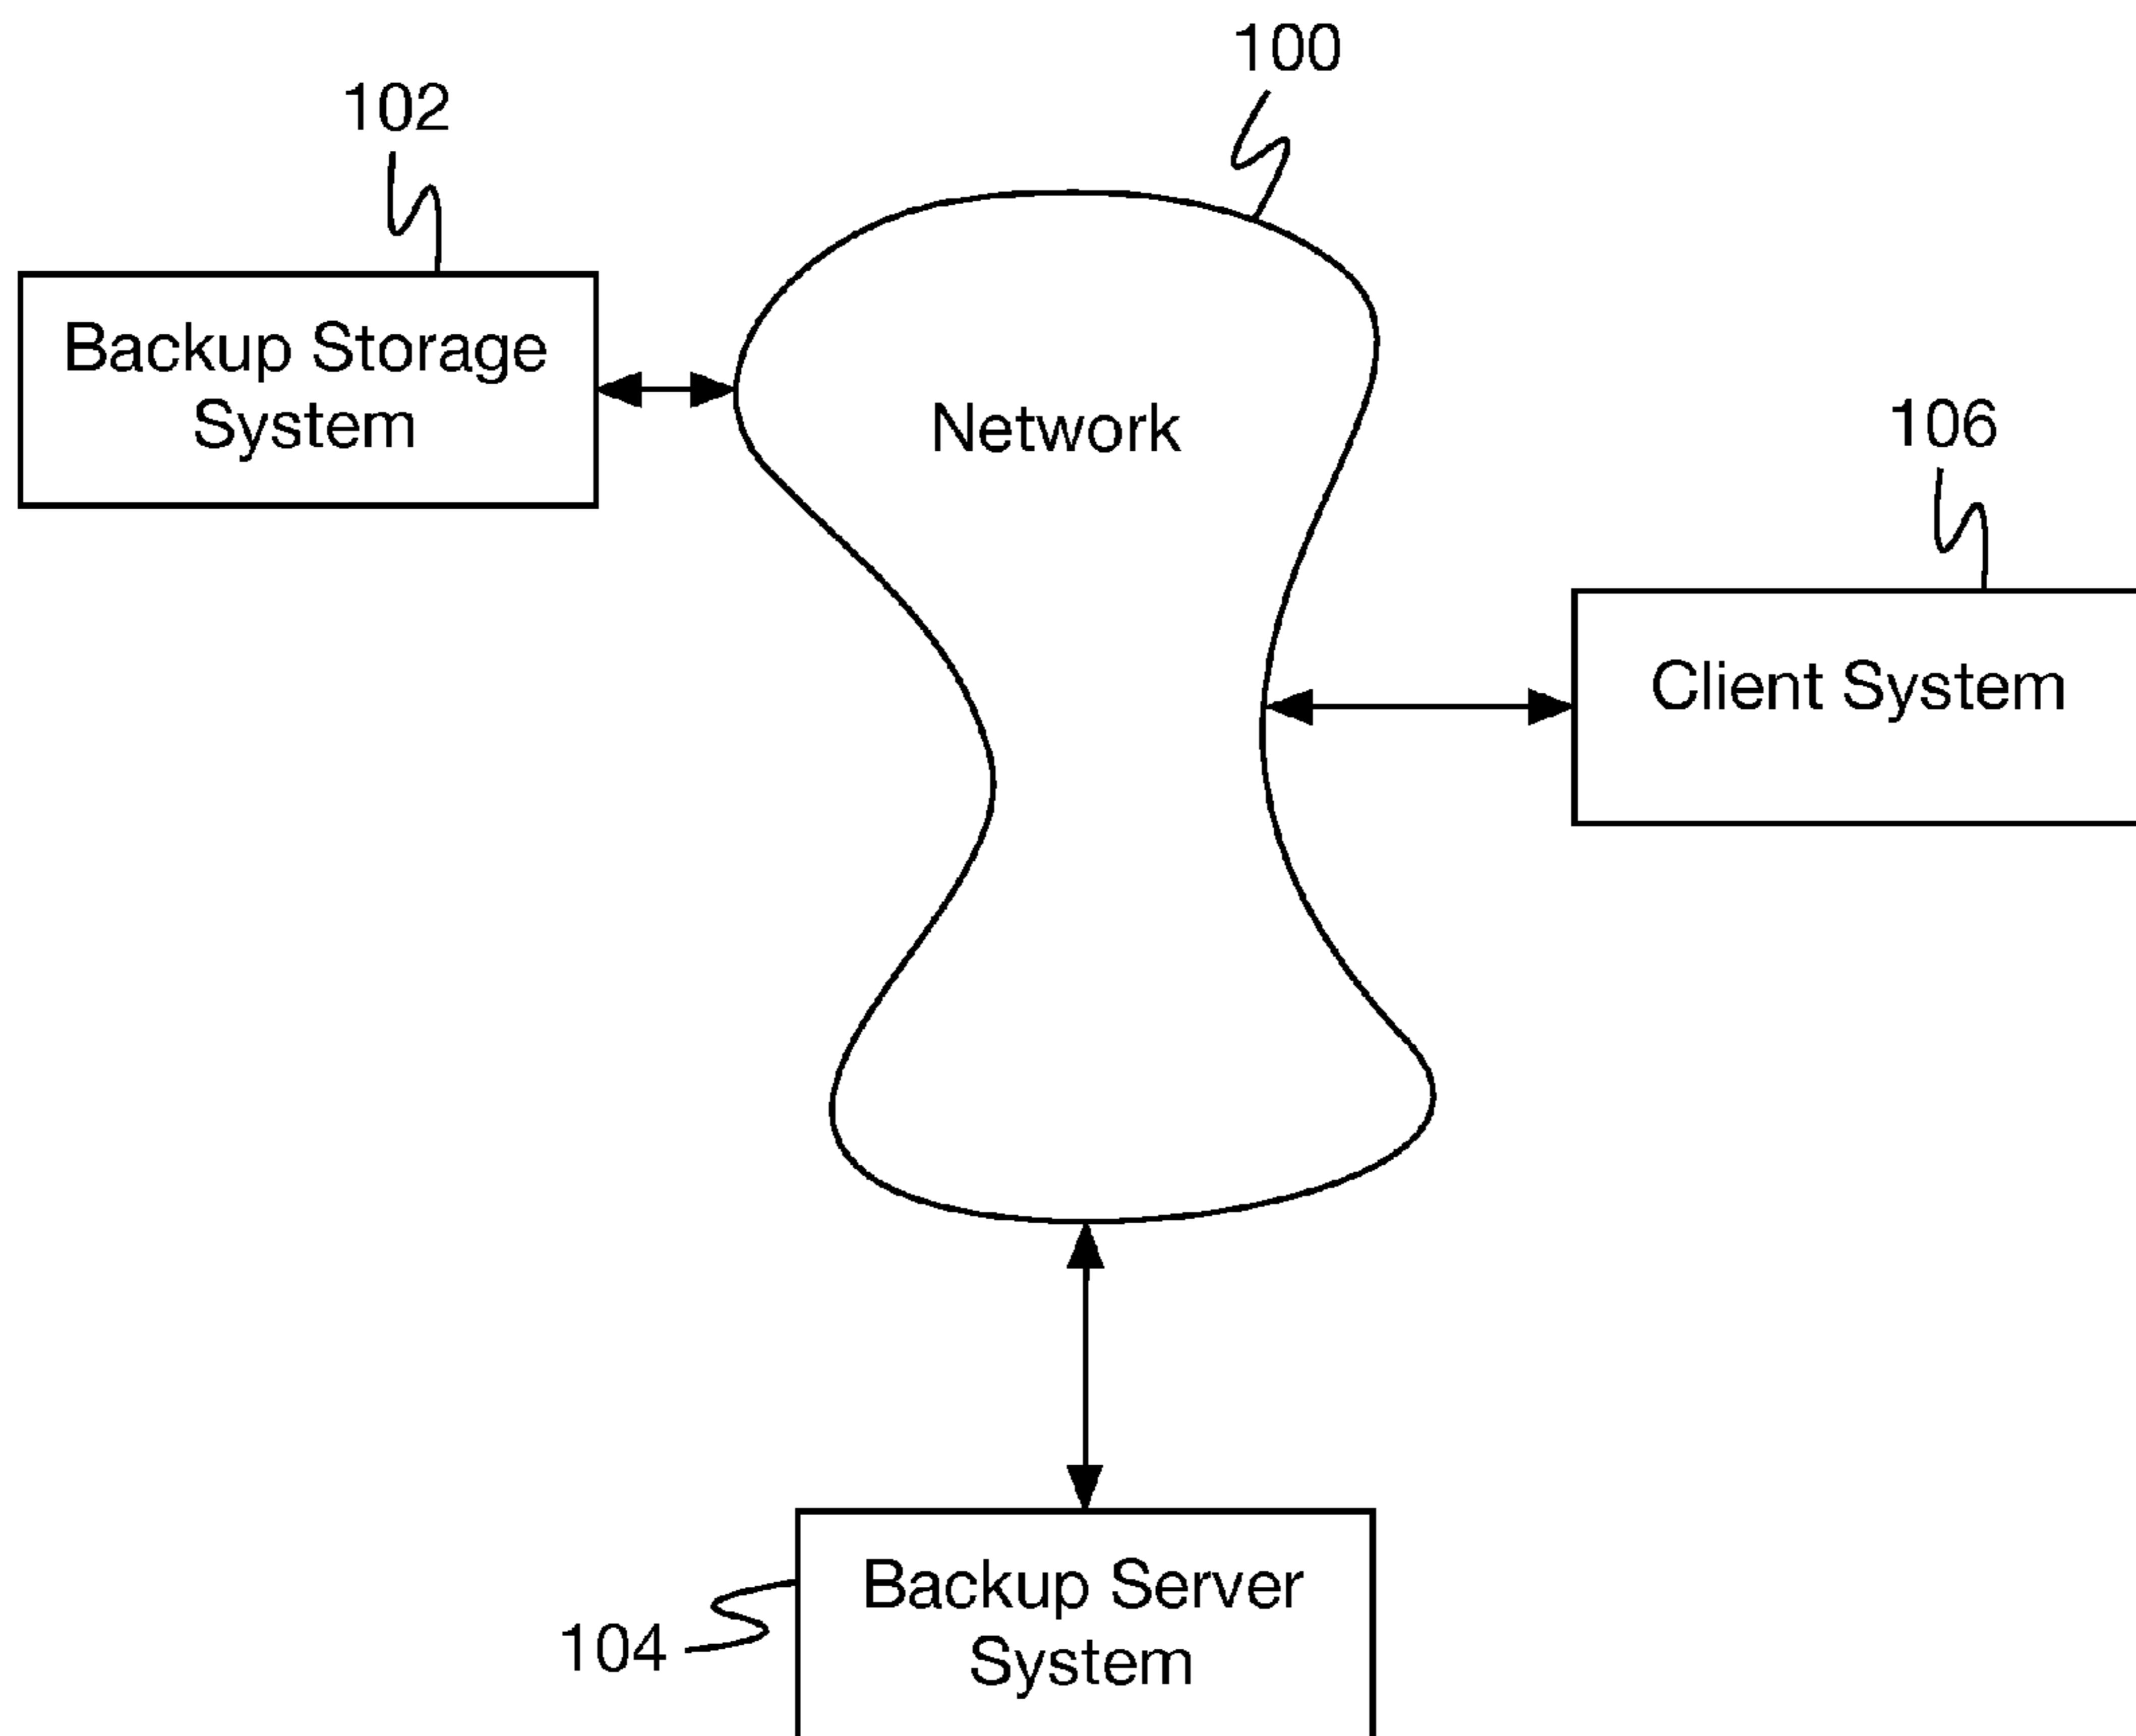 100
102
Backup Storage
System
Network
106
Client System
Backup Server
System
104